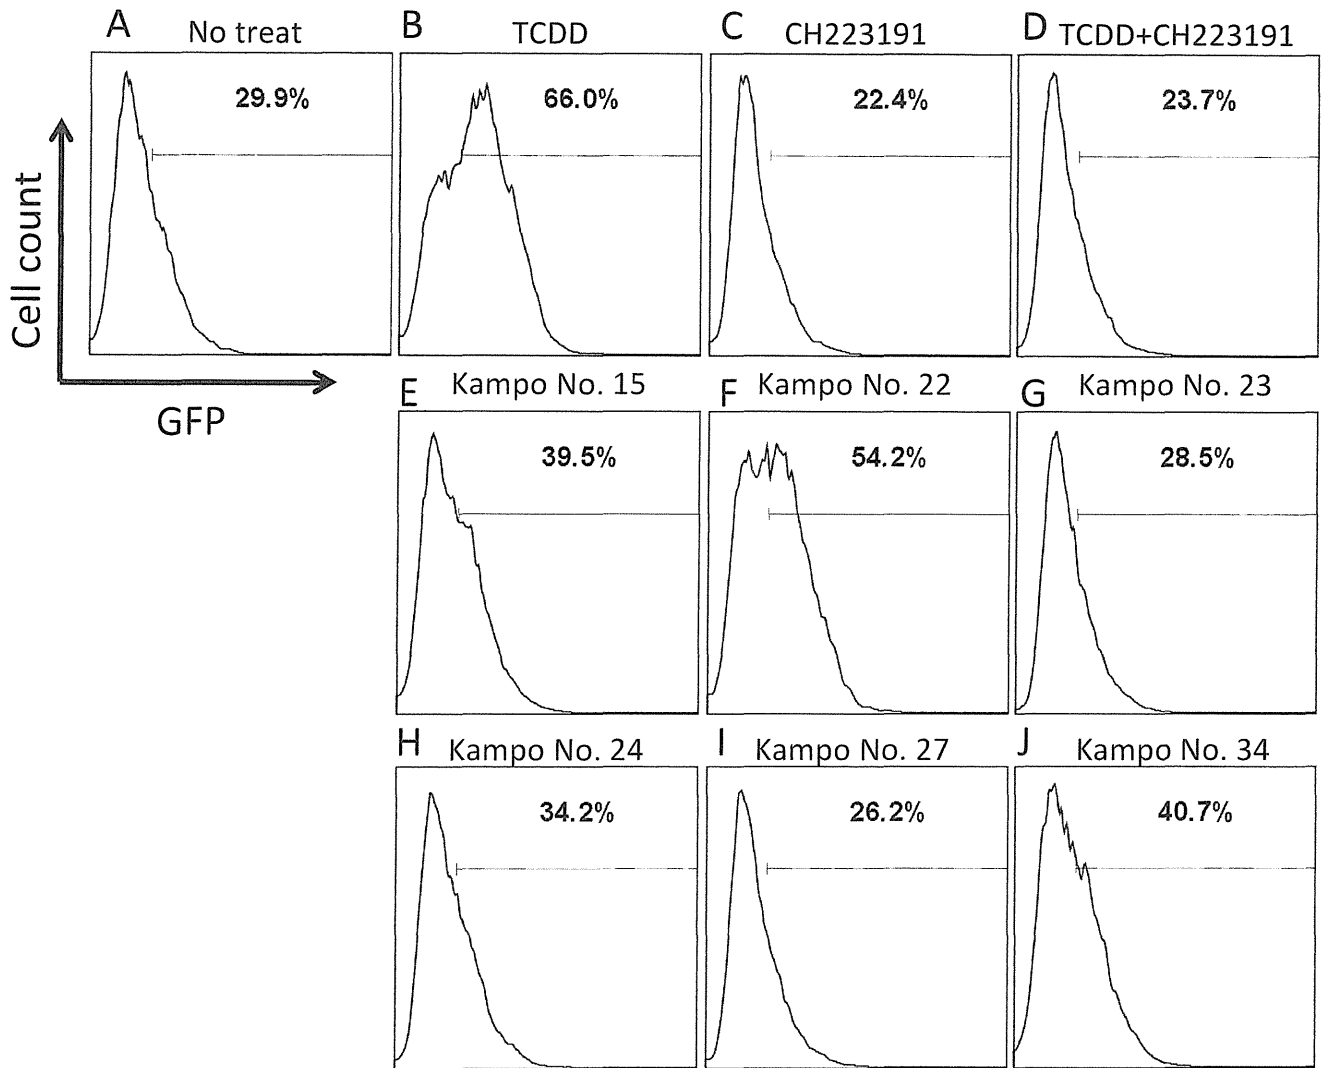 A No treat
29.9%
B TCDD
66.0%
C CH223191
22.4%
D TCDD+CH223191
23.7%
Cell count
GFP
E Kampo No. 15
39.5%
F Kampo No. 22
54.2%
G Kampo No. 23
28.5%
H Kampo No. 24
34.2%
I Kampo No. 27
26.2%
J Kampo No. 34
40.7%